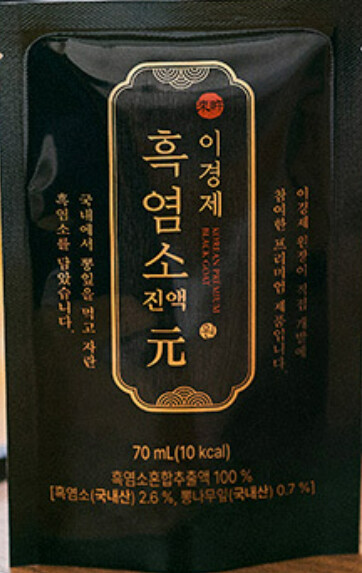 이경제
흑염소
진액
元
KOREAN PREMIUM
BLACK GOAT
원
이경제 원장이 직접 개발에
참여한 프리미엄 제품입니다.
국내에서 뽕잎을 먹고 자란
흑염소를 담았습니다.
70 mL(10 kcal)
흑염소혼합추출액 100 %
[흑염소(국내산) 2.6 %, 뽕나무잎(국내산) 0.7 %]